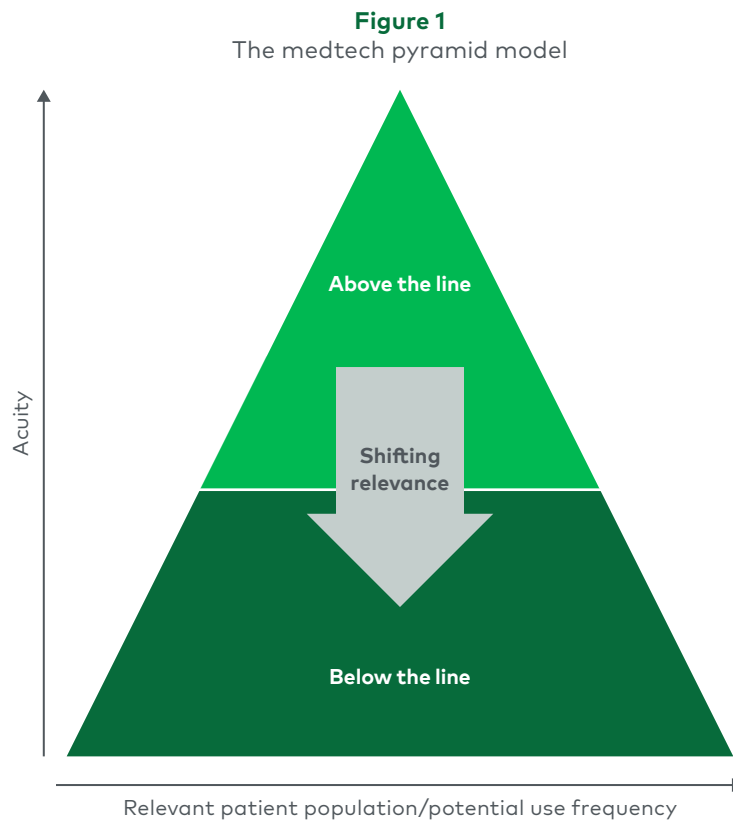 Figure 1
The medtech pyramid model
Above the line
Acuity
Shifting
relevance
Below the line
Relevant patient population/potential use frequency